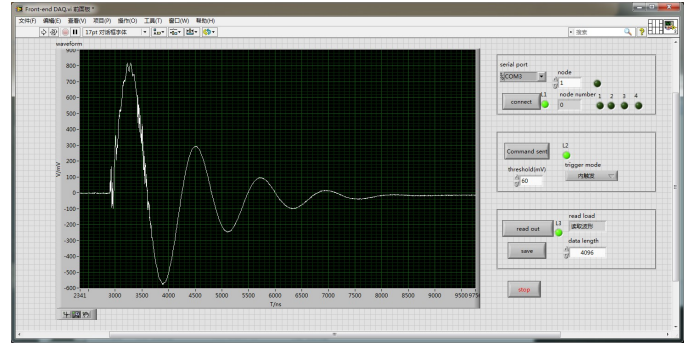 Front-end DAQ.vi 前面板 *
文件(F) 编辑(E) 查看(V) 项目(P) 操作(O) 工具(T) 窗口(W) 帮助(H)
17pt 对话框字体
搜索
waveform
900
800
700
600
500
400
300
200
100
0
-100
-200
-300
-400
-500
-600
V/mV
2341 3000 3500 4000 4500 5000 5500 6000 6500 7000 7500 8000 8500 9000 9500 975
T/ns
serial port
COM3
node
1
connect
L1
node number
0
1 2 3 4
Command sent
L2
trigger mode
内触发
threshold(mV)
60
read out
L3
read load
读取波形
save
data length
4096
stop